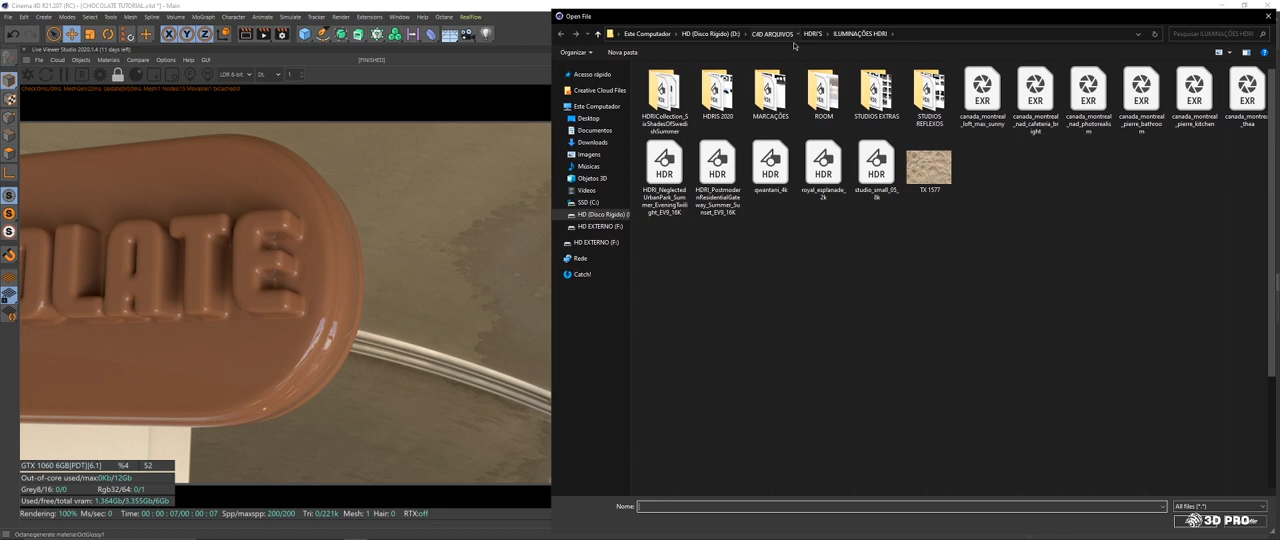 Cinema 4D R21.207 (RC) - [CHOCOLATE TUTORIAL.c4d *] - Main
File Edit Create Modes Select Tools Mesh Spline Volume MoGraph Character Animate Simulate Tracker Render Extensions Window Help Octane RealFlow
Live Viewer Studio 2020.1.4 (11 days left)
File Cloud Objects Materials Compare Options Help GUI
[FINISHED]
LDR 8-bit DL 1
GTX 1060 6GB[PDT][6.1] %4 52
Out-of-core used/max:0Kb/12Gb
Grey8/16: 0/0 Rgb32/64: 0/1
Used/free/total vram: 1.364Gb/3.355Gb/6Gb
Rendering: 100% Ms/sec: 0 Time: 00 : 00 : 07/00 : 00 : 07 Spp/maxspp: 200/200 Tri: 0/221k Mesh: 1 Hair: 0 RTX:off
Octane:generate material:OctGlossy1
OLATE
Open File
Este Computador > HD (Disco Rígido) (D:) > C4D ARQUIVOS > HDRI'S > ILUMINAÇÕES HDRI >
Pesquisar ILUMINAÇÕES HDRI
Organizar Nova pasta
Acesso rápido
Creative Cloud Files
Este Computador
Desktop
Documentos
Downloads
Imagens
Músicas
Objetos 3D
Vídeos
SSD (C:)
HD (Disco Rígido) (
HD EXTERNO (F:)
HD EXTERNO (F:)
Rede
Catch!
HDRICollection_SixShadesOfSwedishSummer
HDRIS 2020
MARCAÇÕES
ROOM
STUDIOS EXTRAS
STUDIOS REFLEXOS
EXR EXR EXR EXR EXR EXR
canada_montreal_loft_max_sunny
canada_montreal_nad_cafeteria_bright
canada_montreal_nad_photorealism
canada_montreal_pierre_bathroom
canada_montreal_pierre_kitchen
canada_montrea_thea
HDR HDR HDR HDR HDR
HDRI_NeglectedUrbanPark_Summer_EveningTwilight_EV9_16K
HDRI_PostmodernResidentialGateway_Summer_Sunset_EV9_16K
qwantani_4k
royal_esplanade_2k
studio_small_05_8k
TX 1577
Nome:
All files (*.*)
3D PRO